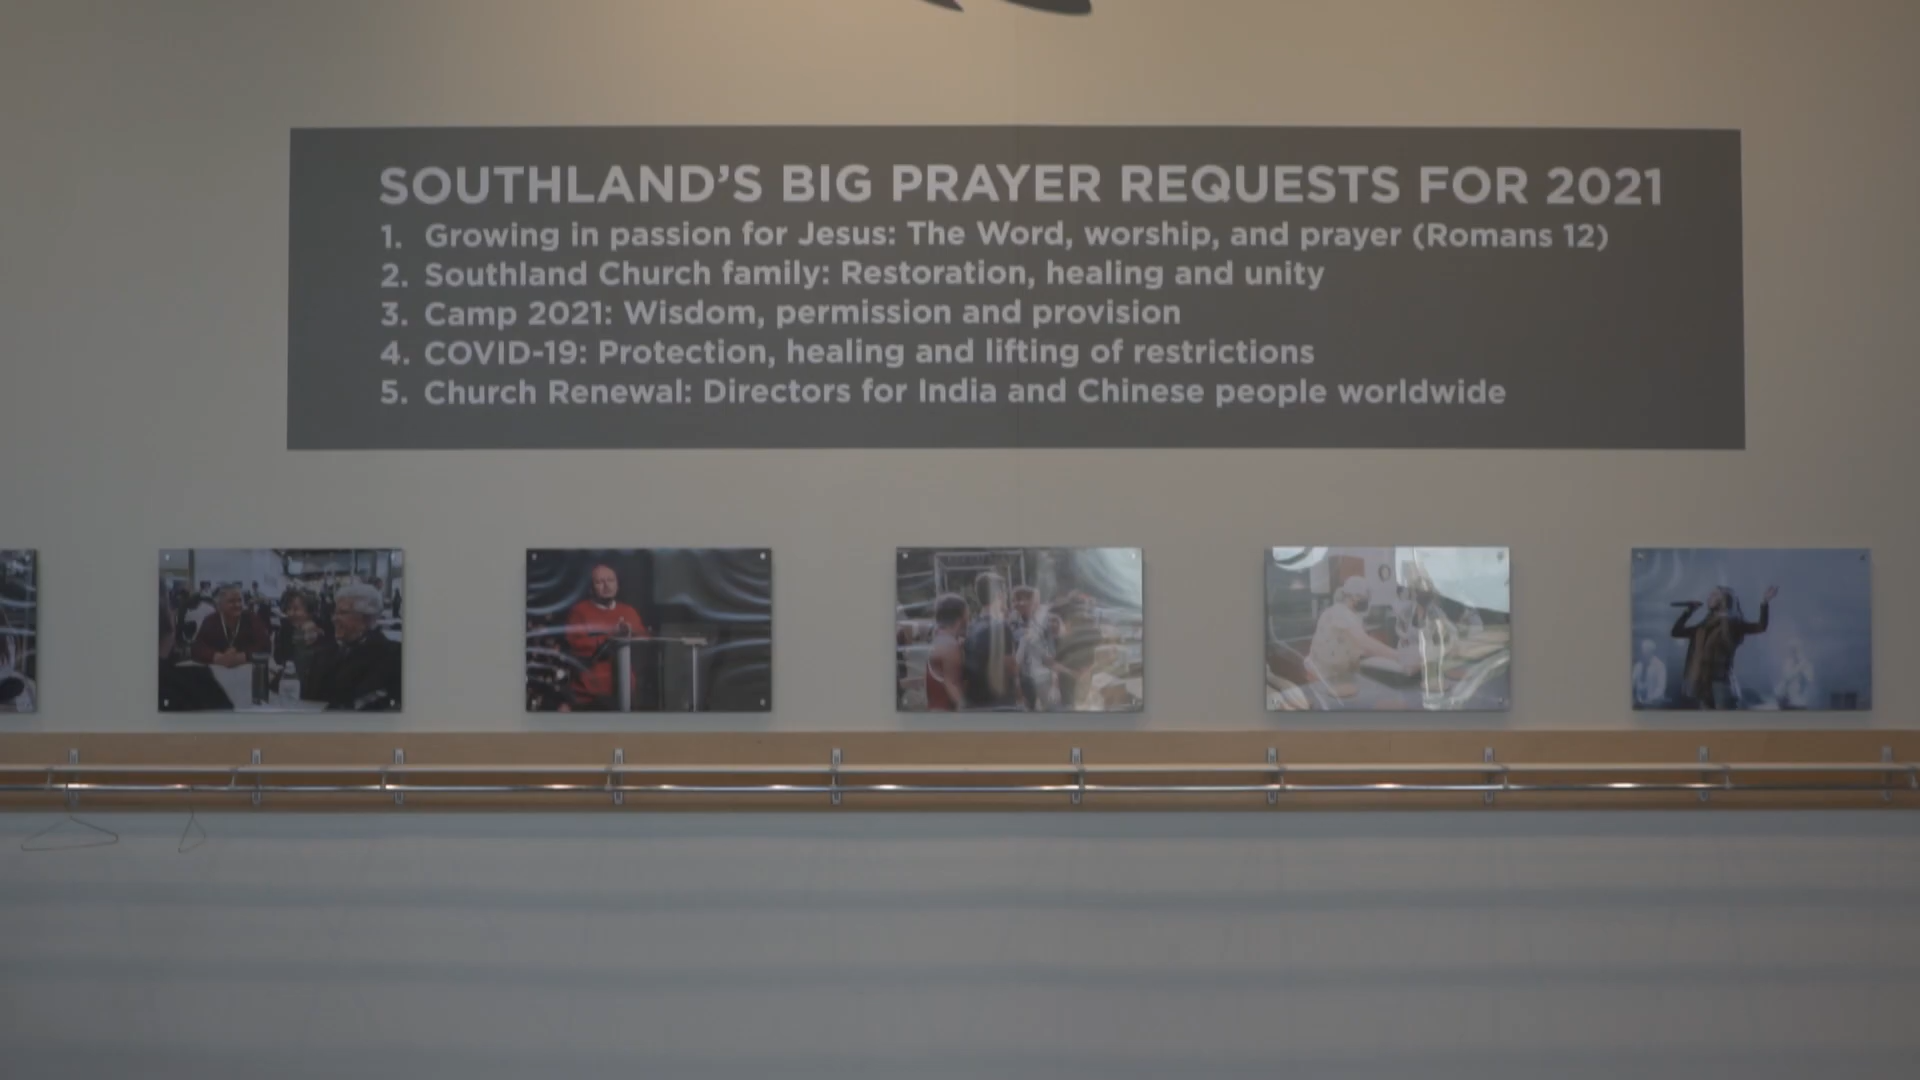 SOUTHLAND'S BIG PRAYER REQUESTS FOR 2021
1. Growing in passion for Jesus: The Word, worship, and prayer (Romans 12)
2. Southland Church family: Restoration, healing and unity
3. Camp 2021: Wisdom, permission and provision
4. COVID-19: Protection, healing and lifting of restrictions
5. Church Renewal: Directors for India and Chinese people worldwide